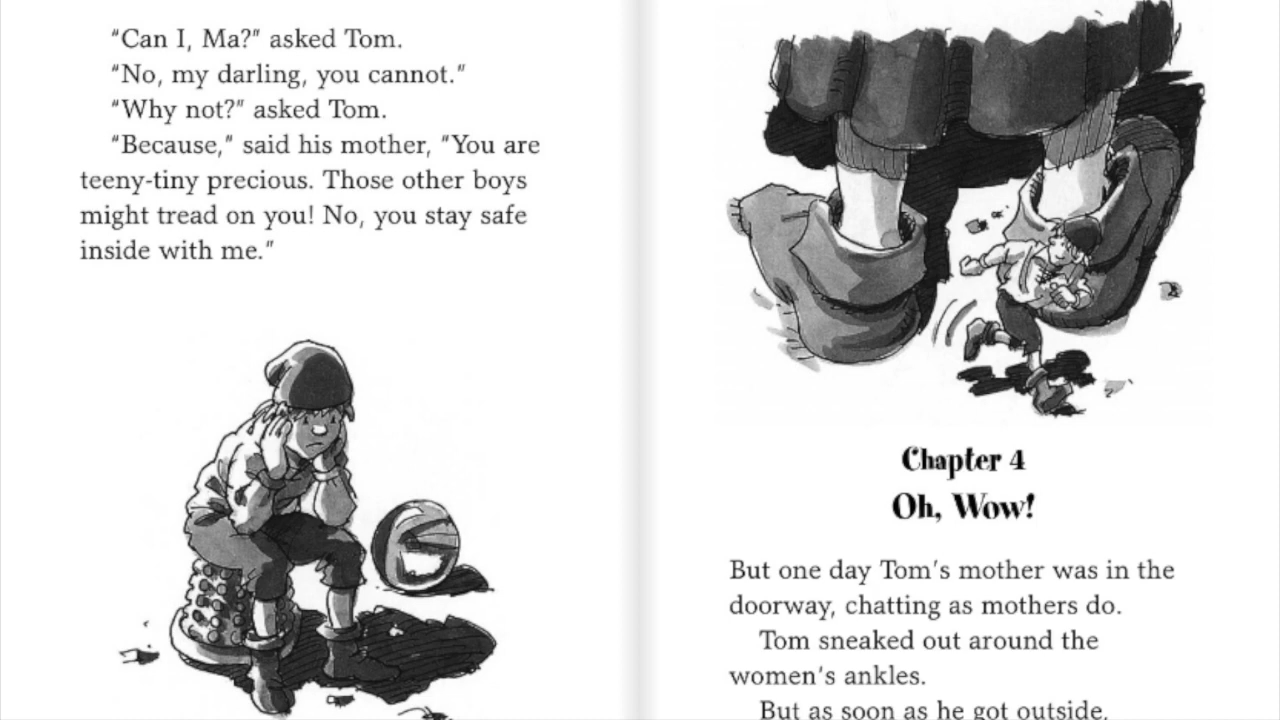 “Can I, Ma?” asked Tom.
“No, my darling, you cannot.”
“Why not?” asked Tom.
“Because,” said his mother, “You are
teeny-tiny precious. Those other boys
might tread on you! No, you stay safe
inside with me.”
Chapter 4
Oh, Wow!
But one day Tom’s mother was in the
doorway, chatting as mothers do.
Tom sneaked out around the
women’s ankles.
But as soon as he got outside,